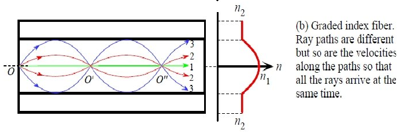 n2
3
2
1
2
3
O
O'
O''
n
n1
n2
(b) Graded index fiber.
Ray paths are different
but so are the velocities
along the paths so that
all the rays arrive at the
same time.